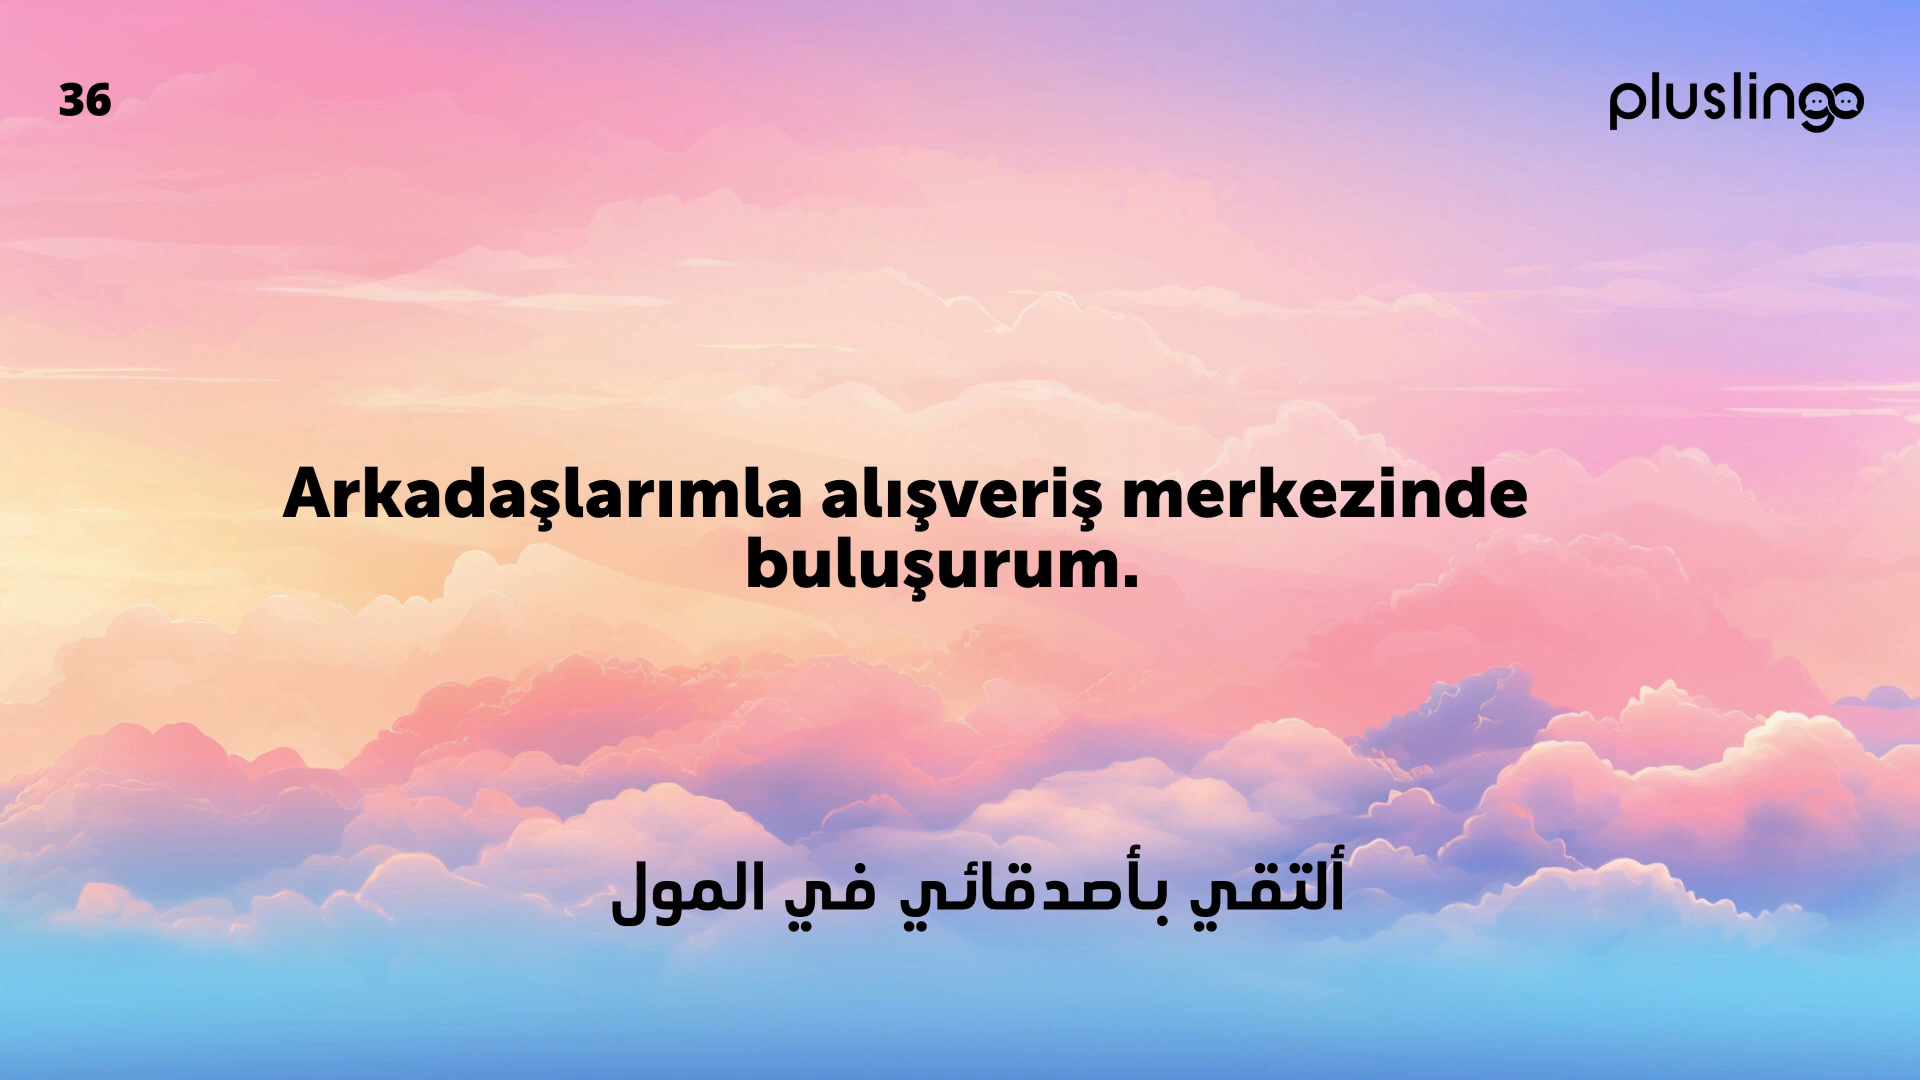 36
pluslingo
Arkadaşlarımla alışveriş merkezinde
buluşurum.
ألتقي بأصدقائي في المول